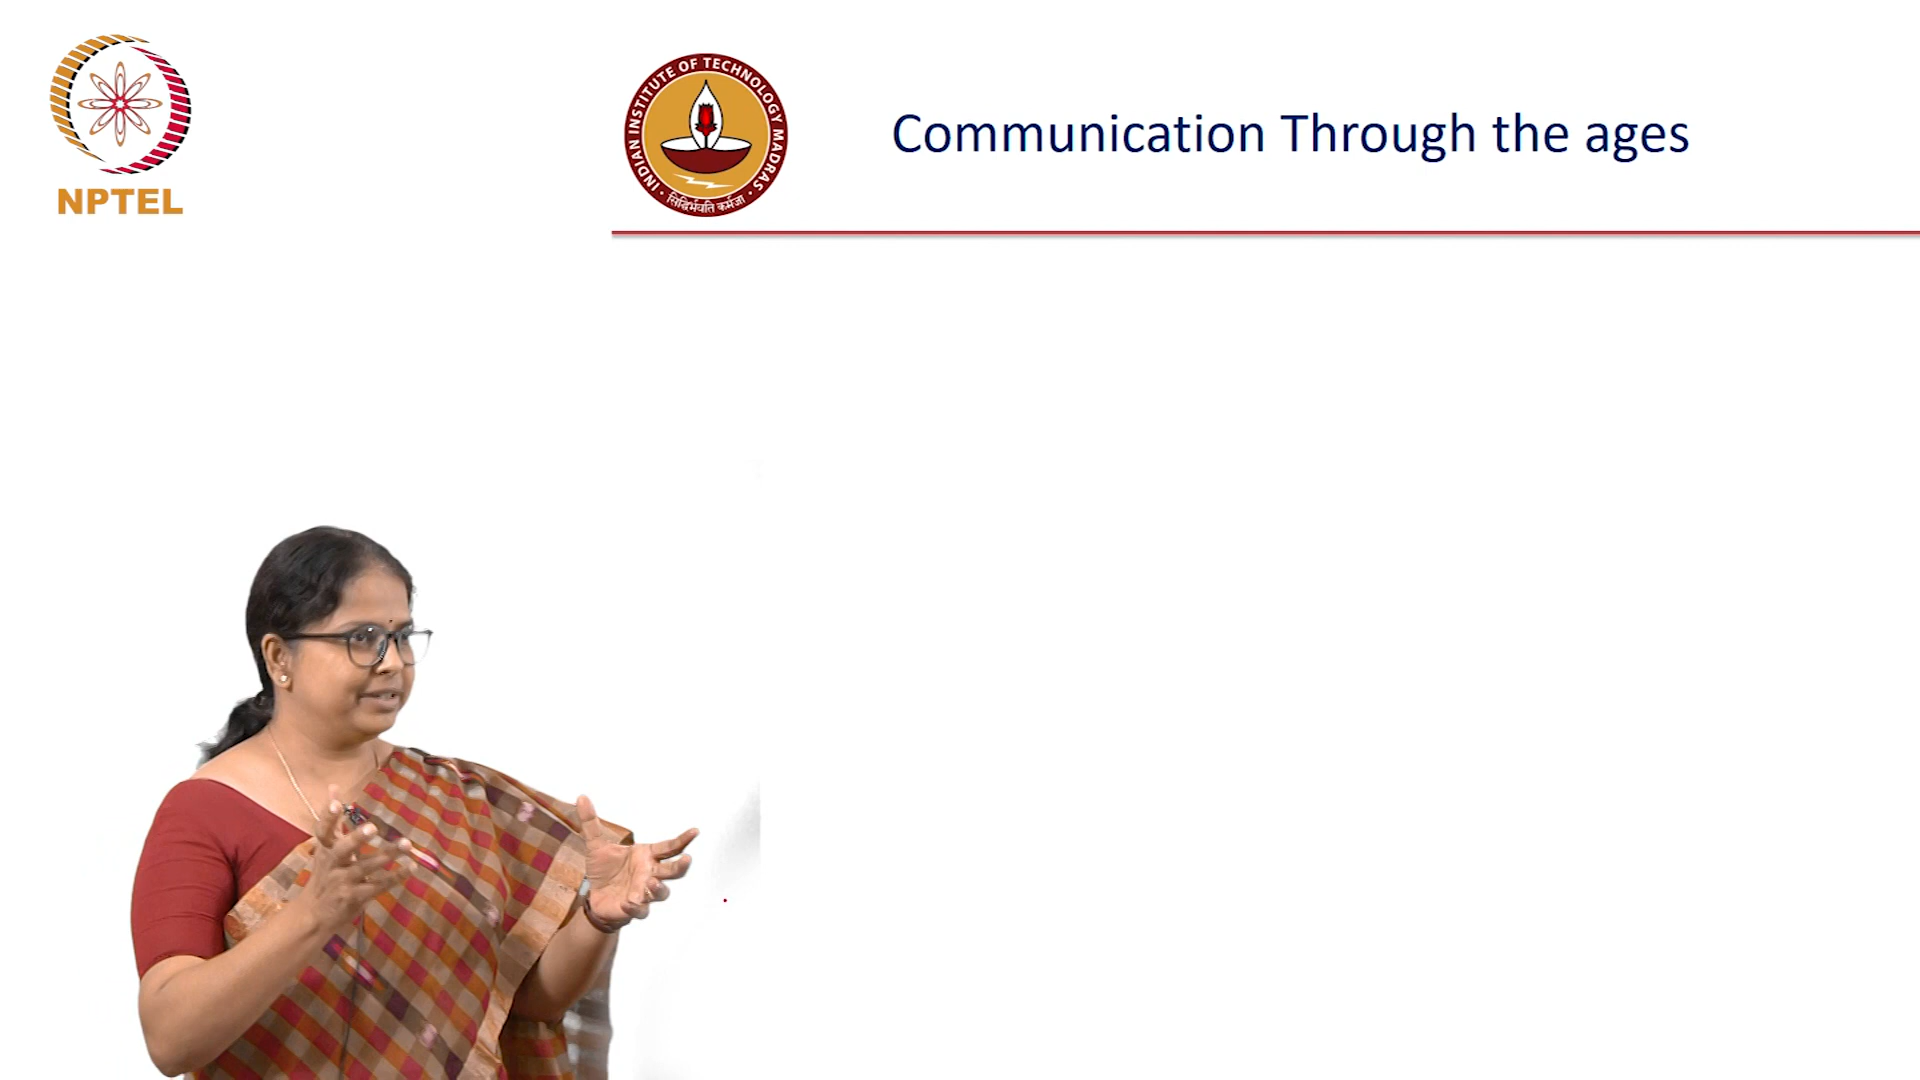 NPTEL
INDIAN INSTITUTE OF TECHNOLOGY MADRAS
सिद्धिर्भवति कर्मजा
Communication Through the ages